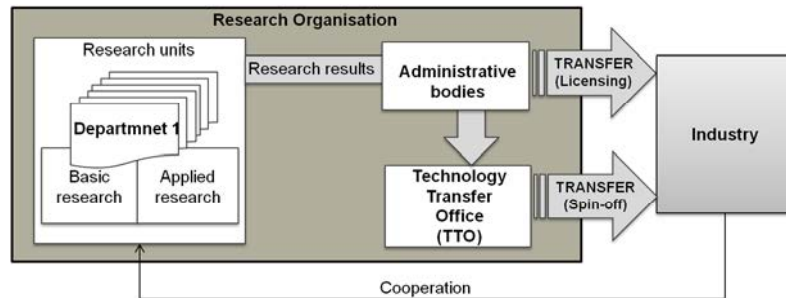 Research Organisation
Research units
Departmnet 1
Basic
research
Applied
research
Research results
Administrative
bodies
TRANSFER
(Licensing)
Technology
Transfer
Office
(TTO)
TRANSFER
(Spin-off)
Industry
Cooperation